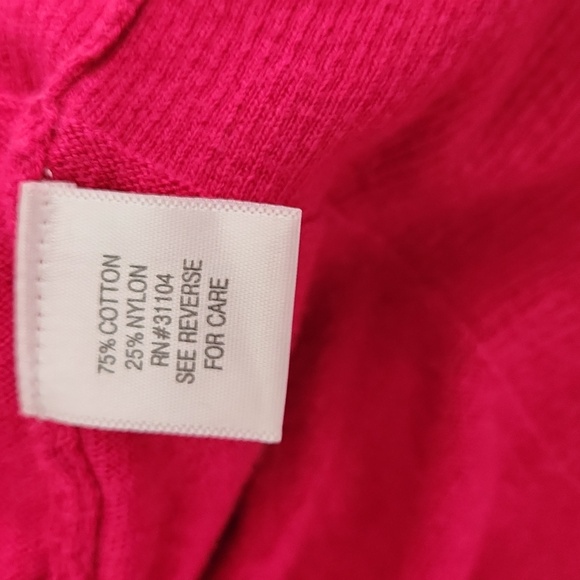 75% COTTON
25% NYLON
RN#31104
SEE REVERSE
FOR CARE